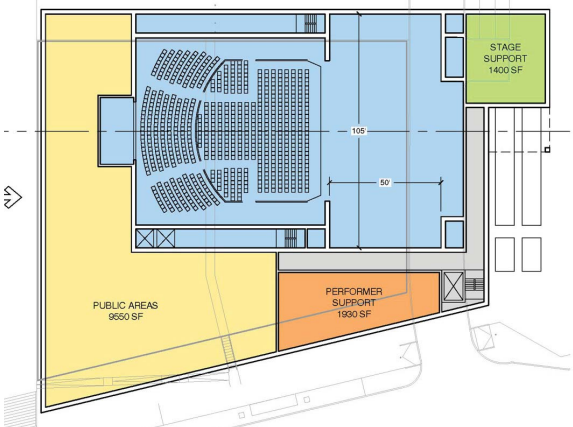 STAGE
SUPPORT
1400 SF
105'
50'
PUBLIC AREAS
9550 SF
PERFORMER
SUPPORT
1930 SF